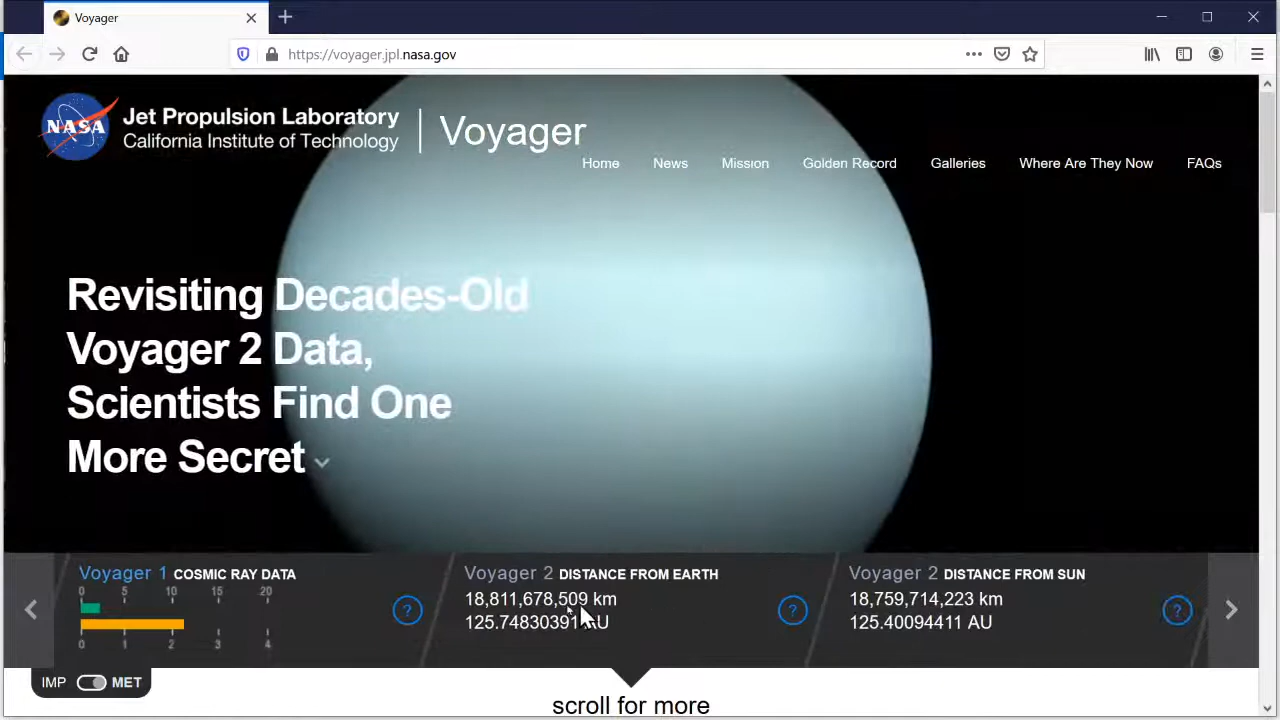 Voyager
https://voyager.jpl.nasa.gov
NASA
Jet Propulsion Laboratory
California Institute of Technology
Voyager
Home News Mission Golden Record Galleries Where Are They Now FAQs
Revisiting Decades-Old
Voyager 2 Data,
Scientists Find One
More Secret
Voyager 1 COSMIC RAY DATA
0 5 10 15 20
0 1 2 3 4
?
Voyager 2 DISTANCE FROM EARTH
18,811,678,509 km
125.74830391 AU
?
Voyager 2 DISTANCE FROM SUN
18,759,714,223 km
125.40094411 AU
?
IMP MET
scroll for more